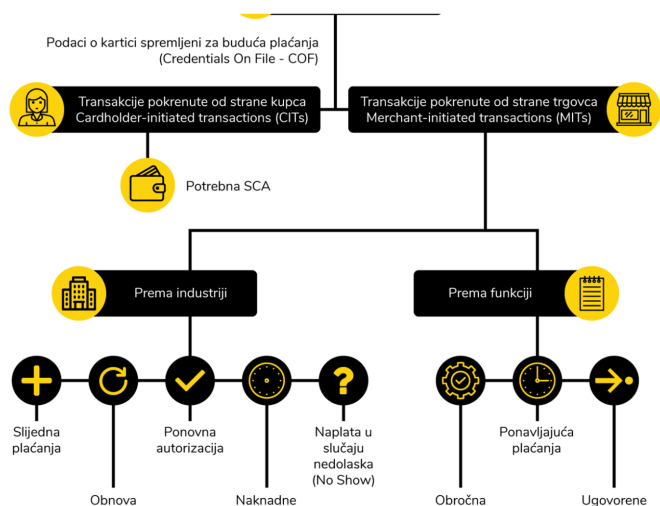 Podaci o kartici spremljeni za buduća plaćanja
(Credentials On File - COF)
Transakcije pokrenute od strane kupca
Cardholder-initiated transactions (CITs)
Transakcije pokrenute od strane trgovca
Merchant-initiated transactions (MITs)
Potrebna SCA
Prema industriji
Prema funkciji
Slijedna
plaćanja
Ponovna
autorizacija
Naplata u
slučaju
nedolaska
(No Show)
Ponavljajuća
plaćanja
Obnova
Naknadne
Obročna
Ugovorene